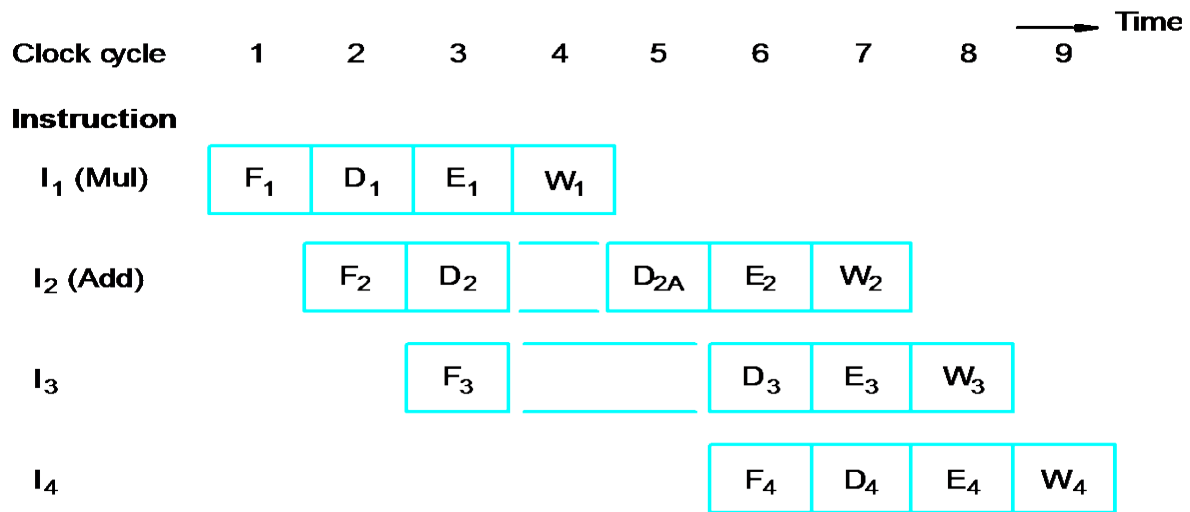 Time
Clock cycle 1 2 3 4 5 6 7 8 9
Instruction
I₁ (Mul) F₁ D₁ E₁ W₁
I₂ (Add) F₂ D₂ D₂A E₂ W₂
I₃ F₃ D₃ E₃ W₃
I₄ F₄ D₄ E₄ W₄